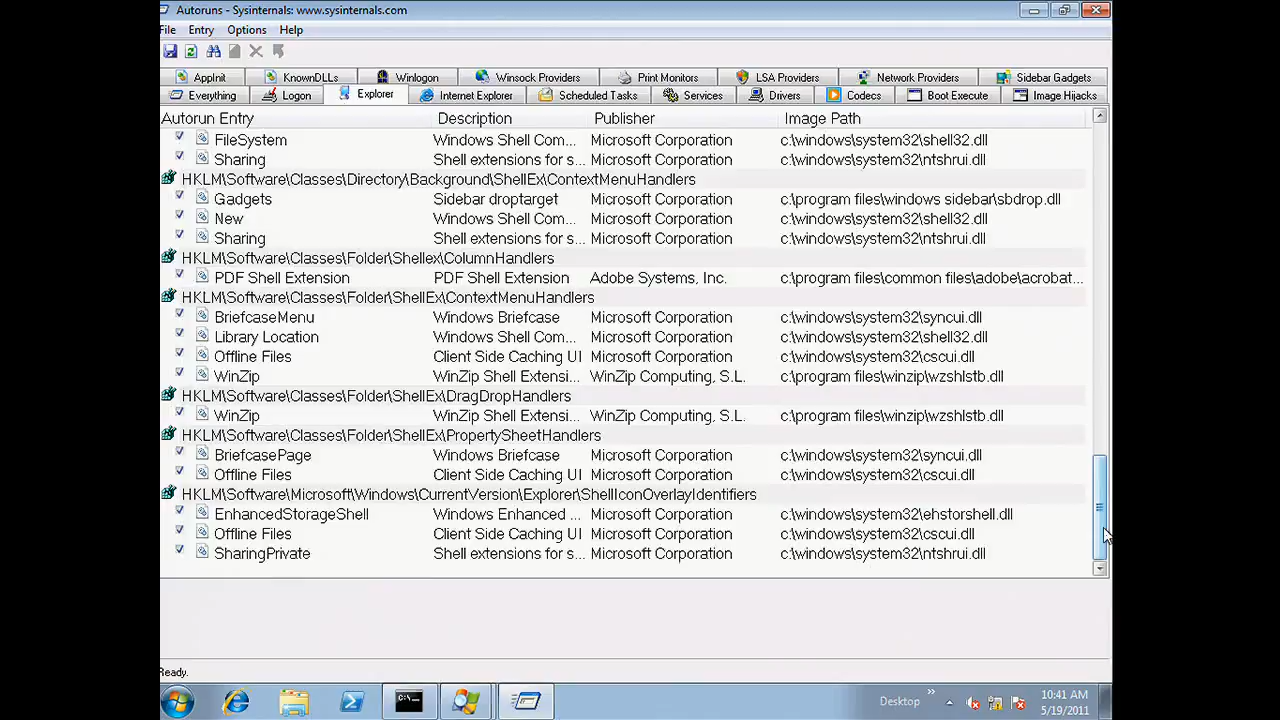 Autoruns - Sysinternals: www.sysinternals.com
File Entry Options Help
AppInit KnownDLLs Winlogon Winsock Providers Print Monitors LSA Providers Network Providers Sidebar Gadgets
Everything Logon Explorer Internet Explorer Scheduled Tasks Services Drivers Codecs Boot Execute Image Hijacks
Autorun Entry Description Publisher Image Path
FileSystem Windows Shell Com... Microsoft Corporation c:\windows\system32\shell32.dll
Sharing Shell extensions for s... Microsoft Corporation c:\windows\system32\ntshrui.dll
HKLM\Software\Classes\Directory\Background\ShellEx\ContextMenuHandlers
Gadgets Sidebar droptarget Microsoft Corporation c:\program files\windows sidebar\sbdrop.dll
New Windows Shell Com... Microsoft Corporation c:\windows\system32\shell32.dll
Sharing Shell extensions for s... Microsoft Corporation c:\windows\system32\ntshrui.dll
HKLM\Software\Classes\Folder\Shellex\ColumnHandlers
PDF Shell Extension PDF Shell Extension Adobe Systems, Inc. c:\program files\common files\adobe\acrobat...
HKLM\Software\Classes\Folder\ShellEx\ContextMenuHandlers
BriefcaseMenu Windows Briefcase Microsoft Corporation c:\windows\system32\syncui.dll
Library Location Windows Shell Com... Microsoft Corporation c:\windows\system32\shell32.dll
Offline Files Client Side Caching UI Microsoft Corporation c:\windows\system32\cscui.dll
WinZip WinZip Shell Extensi... WinZip Computing, S.L. c:\program files\winzip\wzshlstb.dll
HKLM\Software\Classes\Folder\ShellEx\DragDropHandlers
WinZip WinZip Shell Extensi... WinZip Computing, S.L. c:\program files\winzip\wzshlstb.dll
HKLM\Software\Classes\Folder\ShellEx\PropertySheetHandlers
BriefcasePage Windows Briefcase Microsoft Corporation c:\windows\system32\syncui.dll
Offline Files Client Side Caching UI Microsoft Corporation c:\windows\system32\cscui.dll
HKLM\Software\Microsoft\Windows\CurrentVersion\Explorer\ShellIconOverlayIdentifiers
EnhancedStorageShell Windows Enhanced ... Microsoft Corporation c:\windows\system32\ehstorshell.dll
Offline Files Client Side Caching UI Microsoft Corporation c:\windows\system32\cscui.dll
SharingPrivate Shell extensions for s... Microsoft Corporation c:\windows\system32\ntshrui.dll
Ready.
Desktop
10:41 AM
5/19/2011